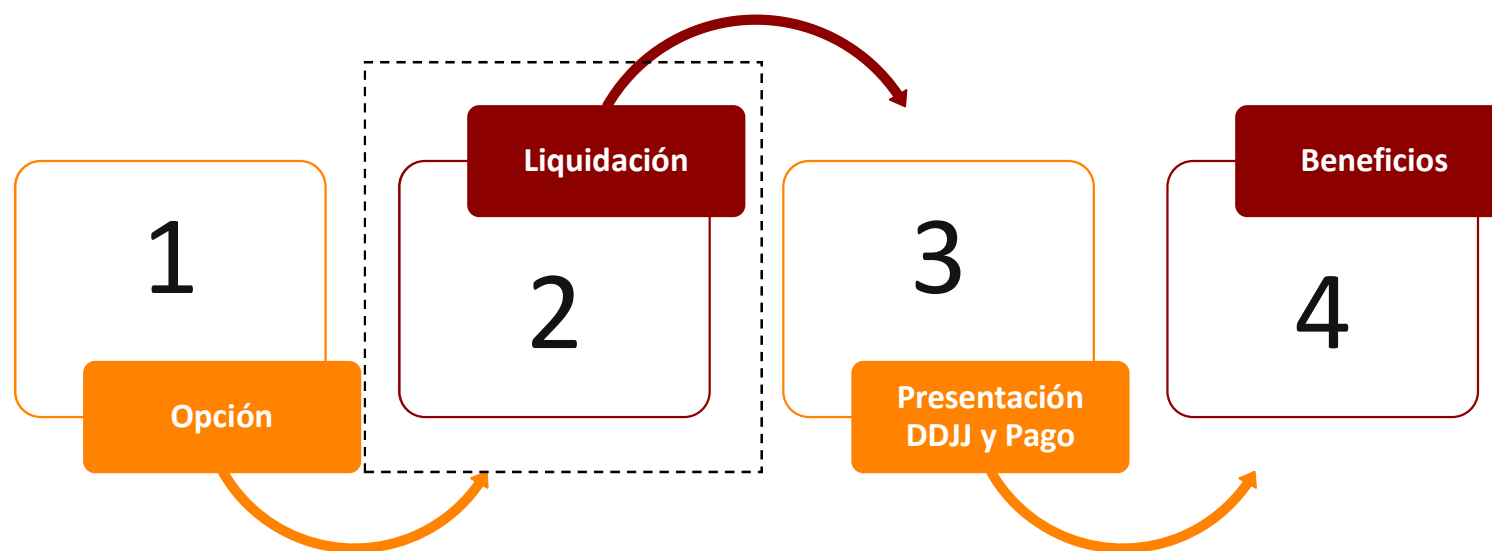 1
Opción
Liquidación
2
3
Presentación
DDJJ y Pago
Beneficios
4